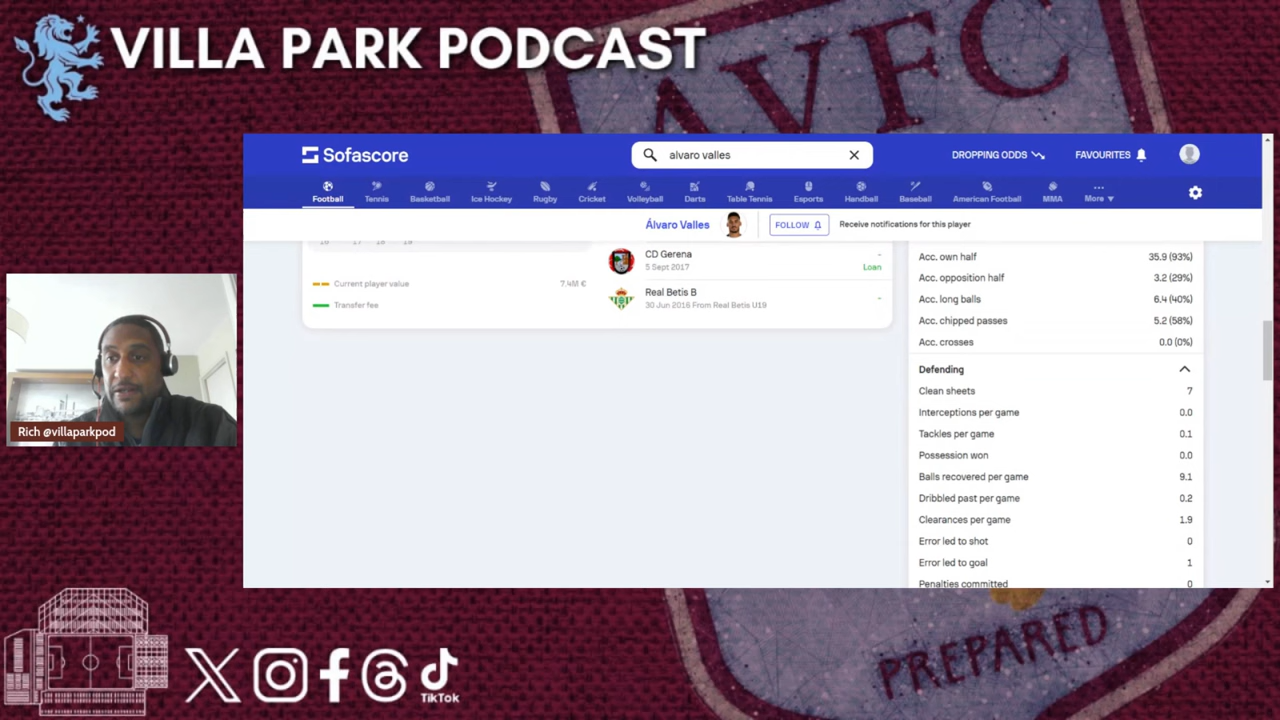 VILLA PARK PODCAST
AVFC
Sofascore
alvaro valles
DROPPING ODDS
FAVOURITES
Football
Tennis
Basketball
Ice Hockey
Rugby
Cricket
Volleyball
Darts
Table Tennis
Esports
Handball
Baseball
American Football
MMA
More
Álvaro Valles
FOLLOW
Receive notifications for this player
16 17 18 19
Current player value 7.4M €
Transfer fee
CD Gerena -
5 Sept 2017 Loan
Real Betis B -
30 Jun 2016 From Real Betis U19
Acc. own half 35.9 (93%)
Acc. opposition half 3.2 (29%)
Acc. long balls 6.4 (40%)
Acc. chipped passes 5.2 (58%)
Acc. crosses 0.0 (0%)
Defending
Clean sheets 7
Interceptions per game 0.0
Tackles per game 0.1
Possession won 0.0
Balls recovered per game 9.1
Dribbled past per game 0.2
Clearances per game 1.9
Error led to shot 0
Error led to goal 1
Penalties committed 0
Rich @villaparkpod
PREPARED
TikTok